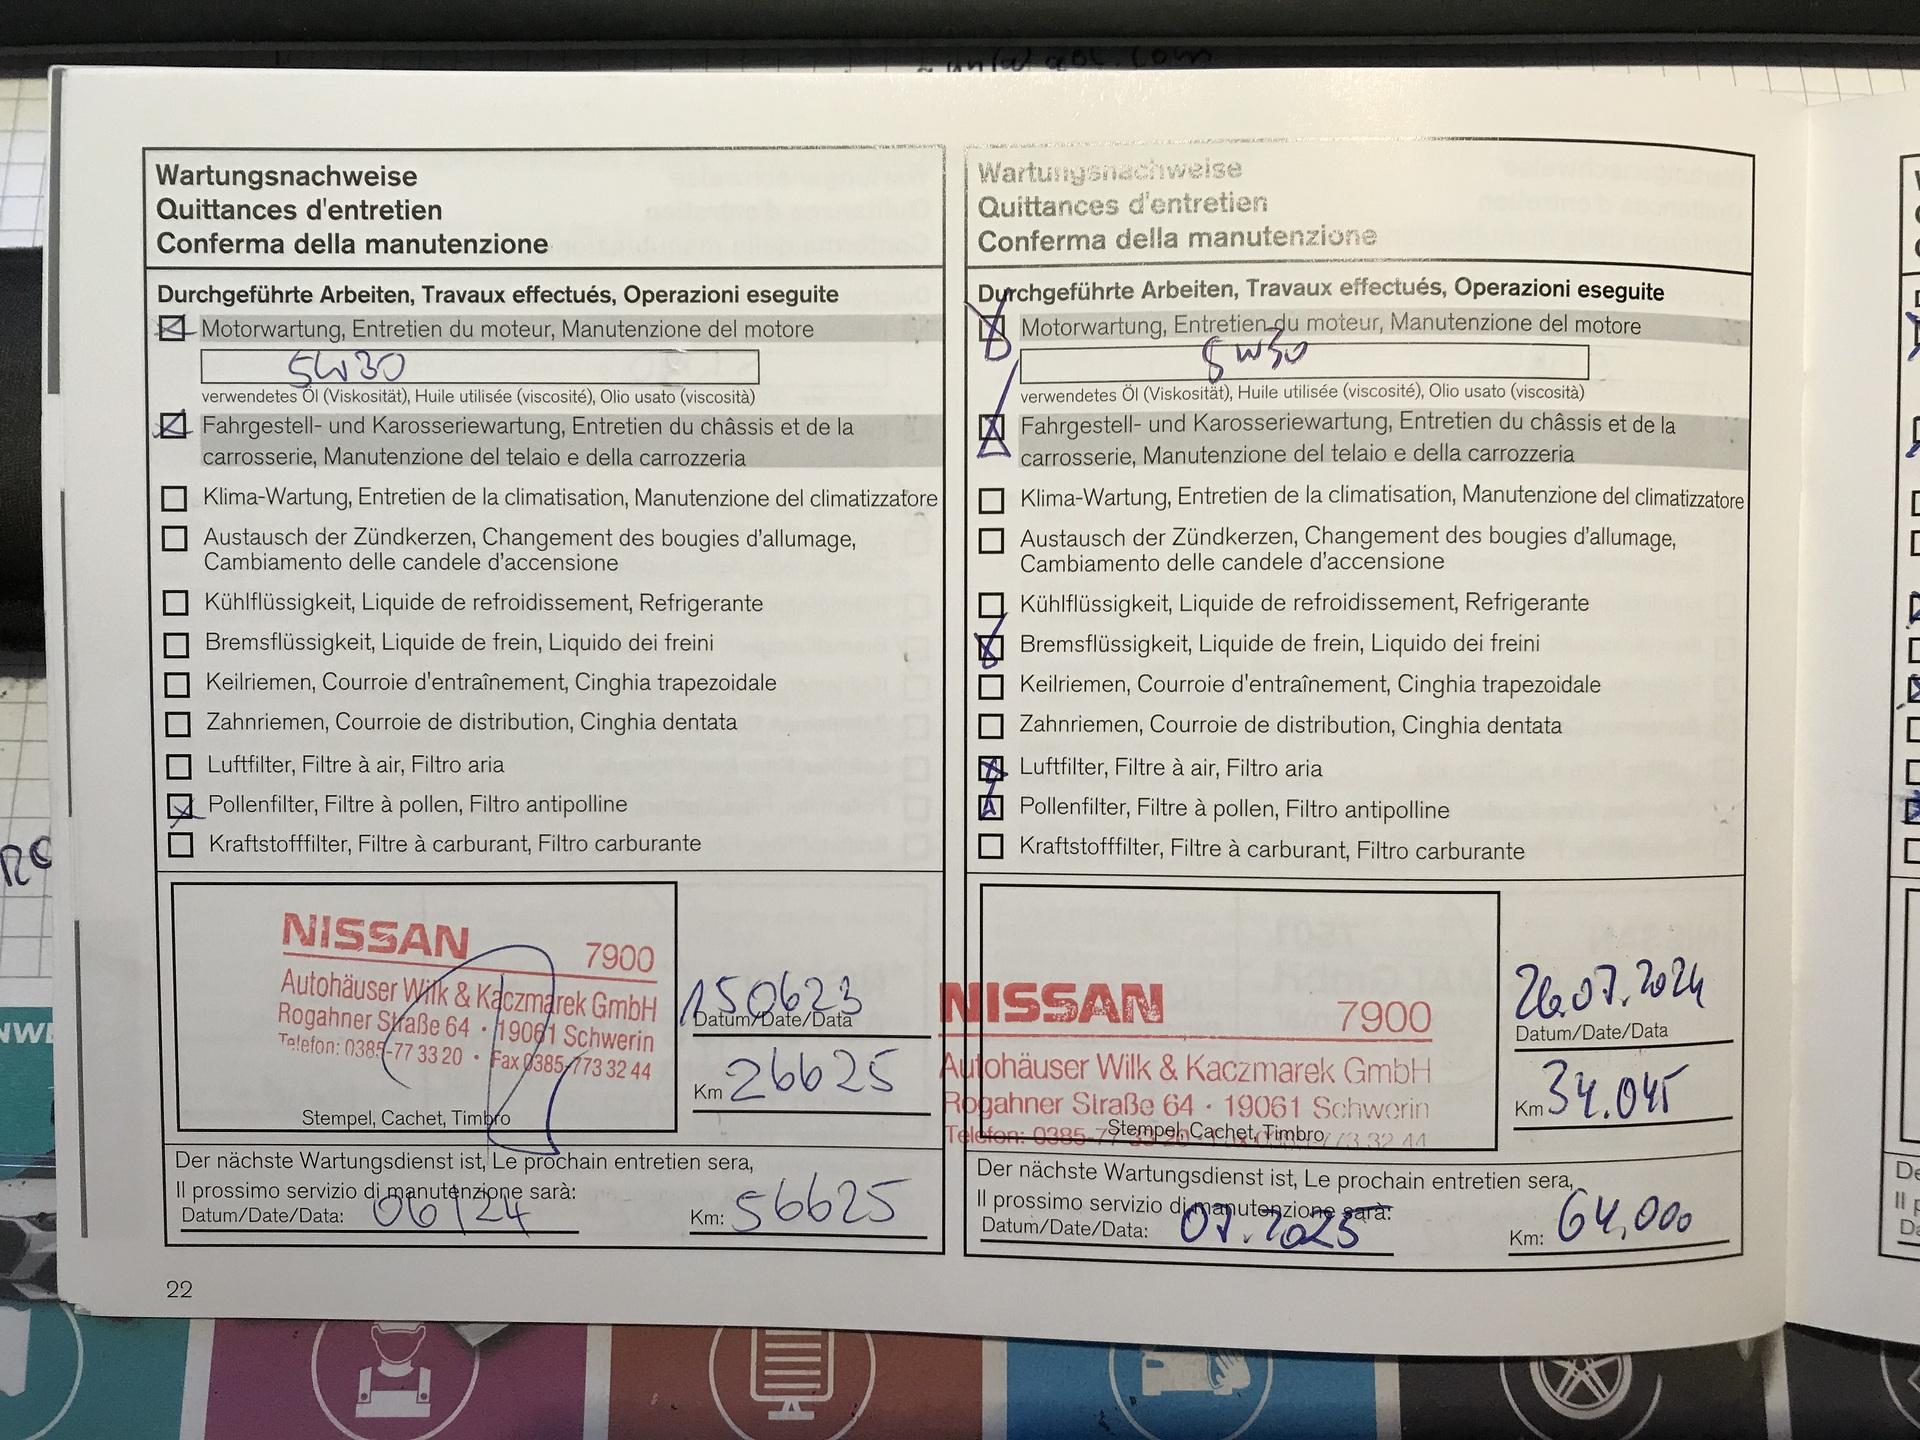 Wartungsnachweise
Quittances d'entretien
Conferma della manutenzione
Durchgeführte Arbeiten, Travaux effectués, Operazioni eseguite
Motorwartung, Entretien du moteur, Manutenzione del motore
5W30
verwendetes Öl (Viskosität), Huile utilisée (viscosité), Olio usato (viscosità)
Fahrgestell- und Karosseriewartung, Entretien du châssis et de la
carrosserie, Manutenzione del telaio e della carrozzeria
Klima-Wartung, Entretien de la climatisation, Manutenzione del climatizzatore
Austausch der Zündkerzen, Changement des bougies d'allumage,
Cambiamento delle candele d'accensione
Kühlflüssigkeit, Liquide de refroidissement, Refrigerante
Bremsflüssigkeit, Liquide de frein, Liquido dei freini
Keilriemen, Courroie d'entraînement, Cinghia trapezoidale
Zahnriemen, Courroie de distribution, Cinghia dentata
Luftfilter, Filtre à air, Filtro aria
Pollenfilter, Filtre à pollen, Filtro antipolline
Kraftstofffilter, Filtre à carburant, Filtro carburante
NISSAN 7900
Autohäuser Wilk & Kaczmarek GmbH
Rogahner Straße 64 · 19061 Schwerin
Telefon: 0385-77 33 20 · Fax 0385-773 32 44
Stempel, Cachet, Timbro
150623
Datum/Date/Data
Km 26625
Der nächste Wartungsdienst ist, Le prochain entretien sera,
Il prossimo servizio di manutenzione sarà:
Datum/Date/Data: 06/24 Km: 56625
22
Wartungsnachweise
Quittances d'entretien
Conferma della manutenzione
Durchgeführte Arbeiten, Travaux effectués, Operazioni eseguite
Motorwartung, Entretien du moteur, Manutenzione del motore
5W30
verwendetes Öl (Viskosität), Huile utilisée (viscosité), Olio usato (viscosità)
Fahrgestell- und Karosseriewartung, Entretien du châssis et de la
carrosserie, Manutenzione del telaio e della carrozzeria
Klima-Wartung, Entretien de la climatisation, Manutenzione del climatizzatore
Austausch der Zündkerzen, Changement des bougies d'allumage,
Cambiamento delle candele d'accensione
Kühlflüssigkeit, Liquide de refroidissement, Refrigerante
Bremsflüssigkeit, Liquide de frein, Liquido dei freini
Keilriemen, Courroie d'entraînement, Cinghia trapezoidale
Zahnriemen, Courroie de distribution, Cinghia dentata
Luftfilter, Filtre à air, Filtro aria
Pollenfilter, Filtre à pollen, Filtro antipolline
Kraftstofffilter, Filtre à carburant, Filtro carburante
NISSAN 7900
Autohäuser Wilk & Kaczmarek GmbH
Rogahner Straße 64 · 19061 Schwerin
Telefon: 0385-77 33 20
Stempel, Cachet, Timbro
26.07.2024
Datum/Date/Data
Km 34.045
Der nächste Wartungsdienst ist, Le prochain entretien sera,
Il prossimo servizio di manutenzione sarà:
Datum/Date/Data: 07.2025 Km: 64,000